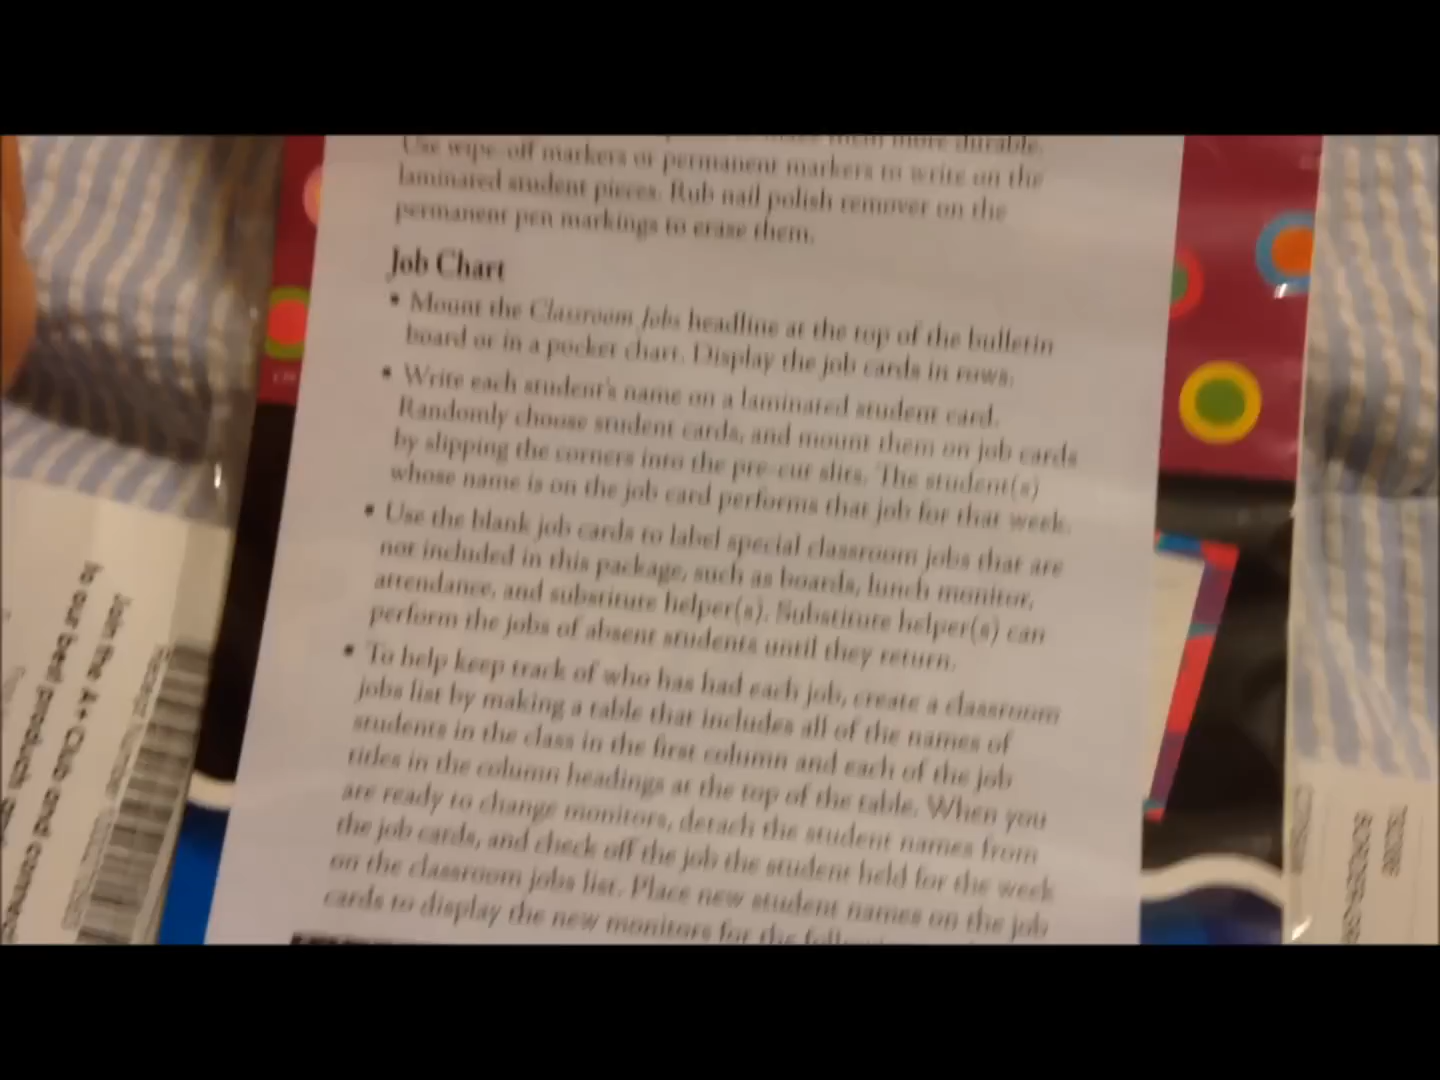 them more durable.
Use wipe-off markers or permanent markers to write on the
laminated student pieces. Rub nail polish remover on the
permanent pen markings to erase them.
Job Chart
• Mount the Classroom Jobs headline at the top of the bulletin
board or in a pocket chart. Display the job cards in rows.
• Write each student's name on a laminated student card.
Randomly choose student cards, and mount them on job cards
by slipping the corners into the pre-cut slits. The student(s)
whose name is on the job card performs that job for that week.
• Use the blank job cards to label special classroom jobs that are
not included in this package, such as boards, lunch monitor,
attendance, and substitute helper(s). Substitute helper(s) can
perform the jobs of absent students until they return.
• To help keep track of who has had each job, create a classroom
jobs list by making a table that includes all of the names of
students in the class in the first column and each of the job
titles in the column headings at the top of the table. When you
are ready to change monitors, detach the student names from
the job cards, and check off the job the student held for the week
on the classroom jobs list. Place new student names on the job
cards to display the new monitors for the
Join the A+ Club and
to our best products